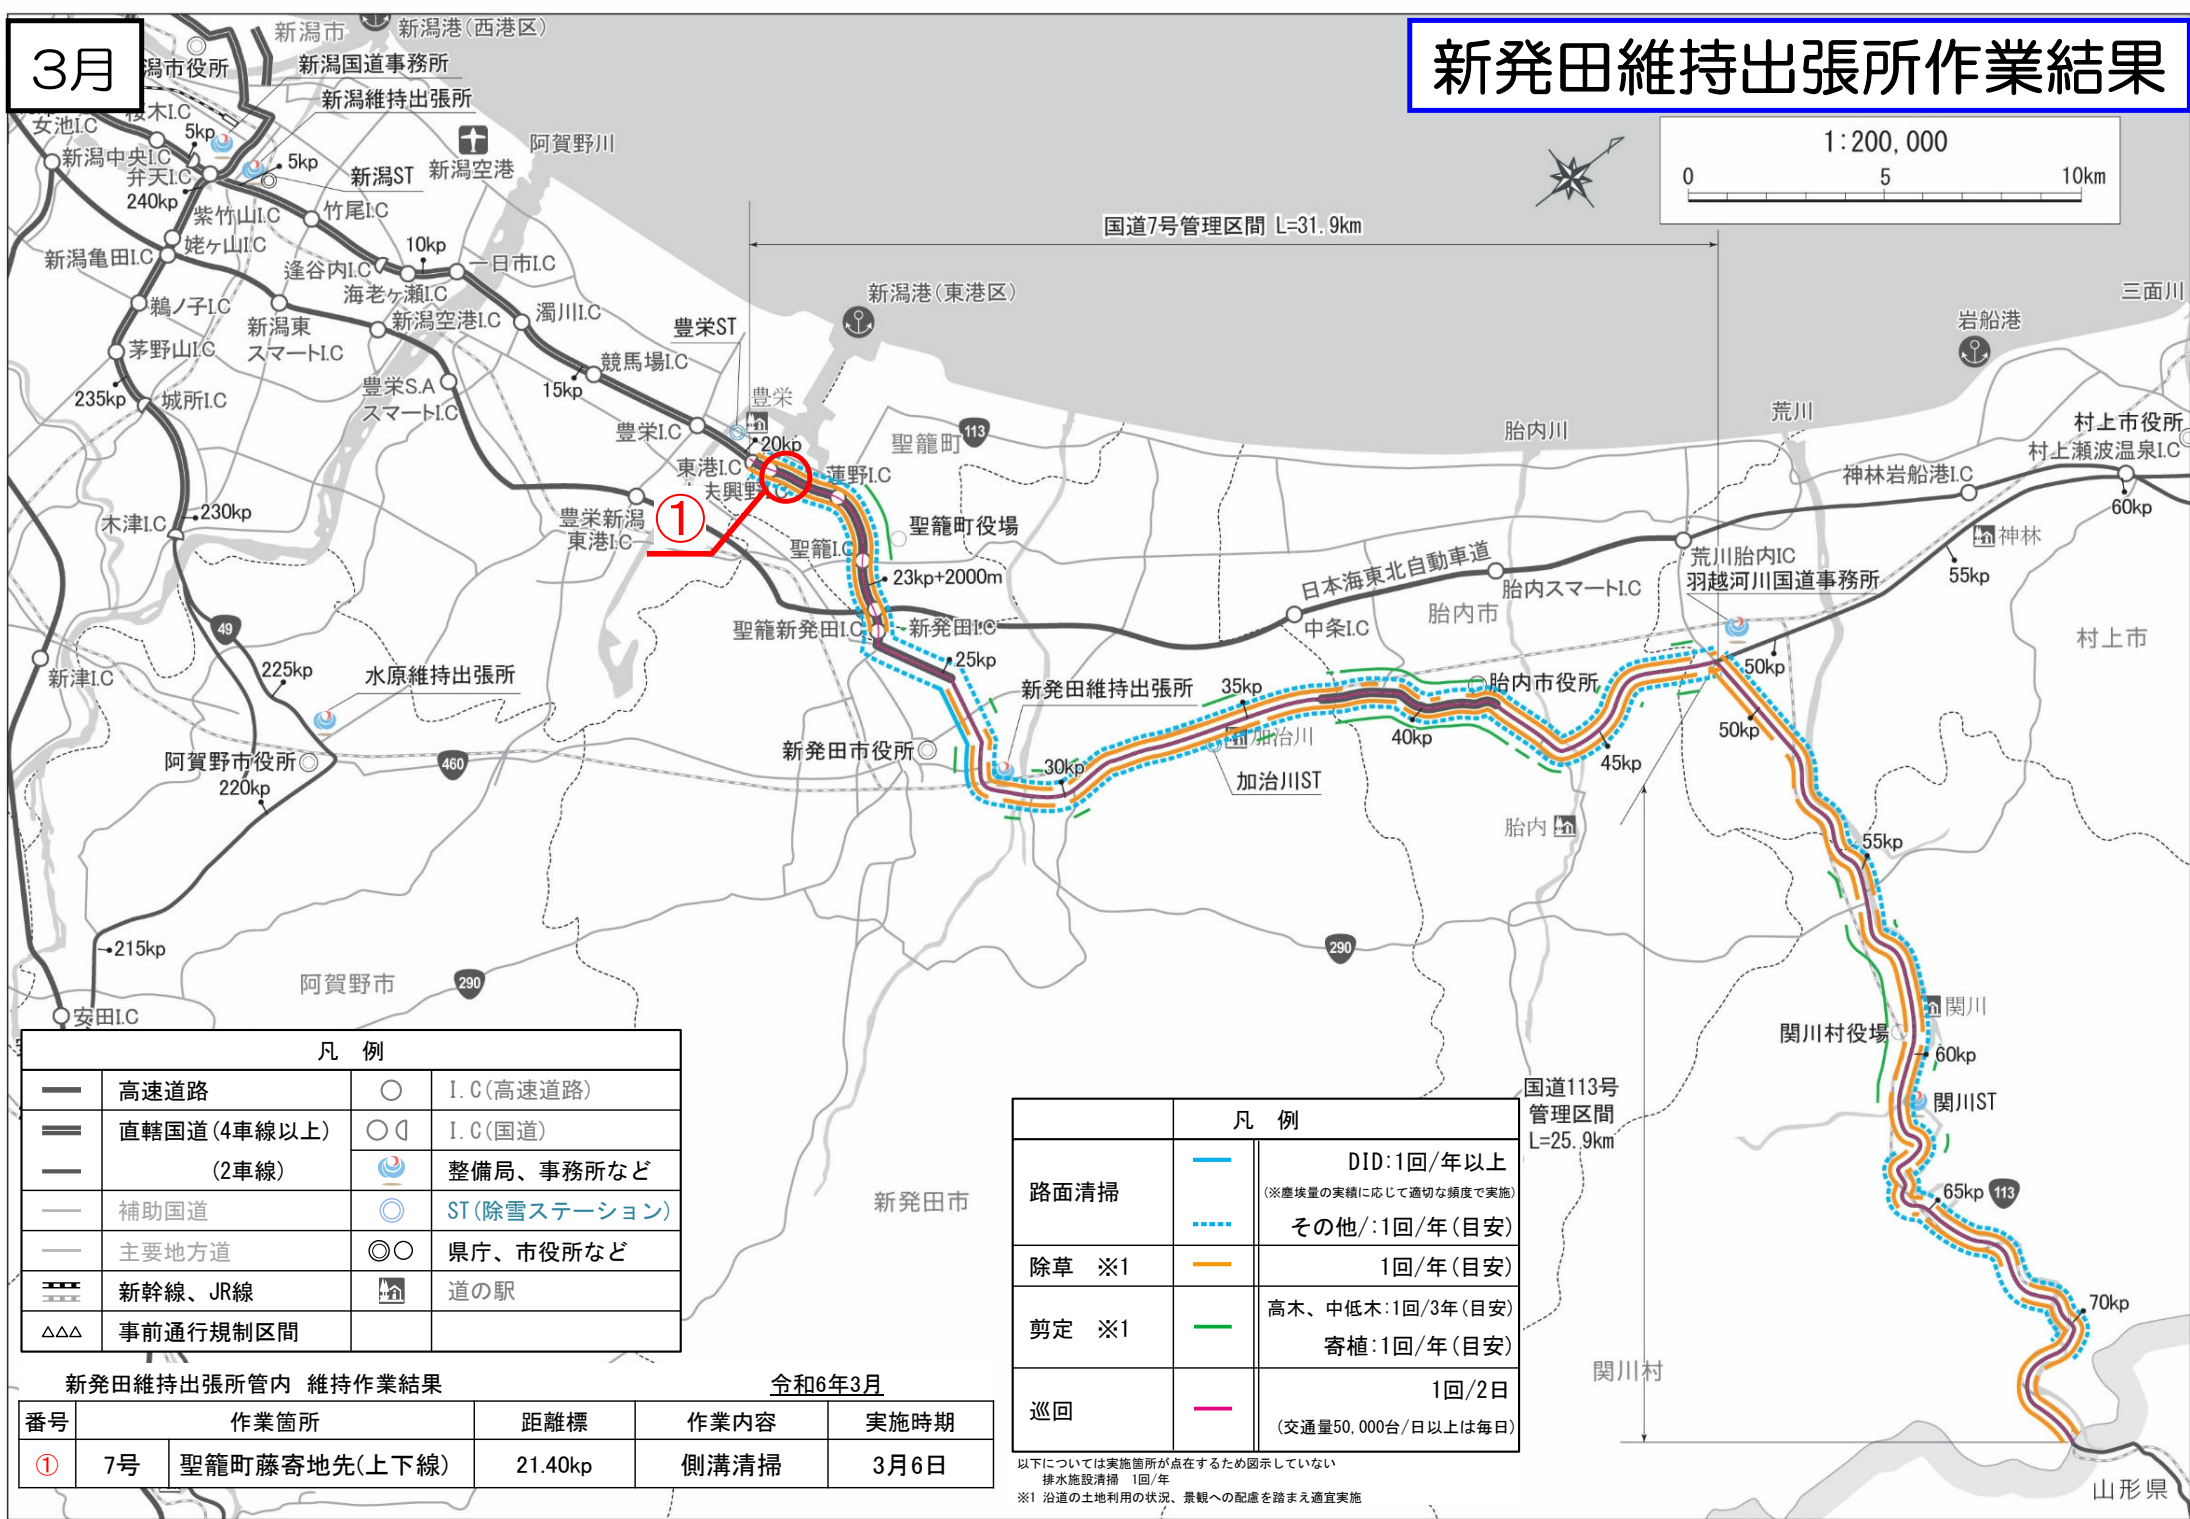 3月
新発田維持出張所作業結果
新潟市
新潟港(西港区)
潟市役所
新潟国道事務所
新潟維持出張所
桜木I.C
女池I.C
5kp
新潟中央I.C
弁天I.C
5kp
新潟ST
新潟空港
阿賀野川
240kp
紫竹山I.C
竹尾I.C
姥ヶ山I.C
新潟亀田I.C
10kp
逢谷内I.C
一日市I.C
海老ヶ瀬I.C
鵜ノ子I.C
新潟東
スマートI.C
新潟空港I.C
濁川I.C
茅野山I.C
235kp
城所I.C
豊栄S.A
スマートI.C
15kp
競馬場I.C
豊栄ST
新潟港(東港区)
国道7号管理区間 L=31.9km
1:200,000
0
5
10km
三面川
岩船港
荒川
胎内川
村上市役所
村上瀬波温泉I.C
神林岩船港I.C
60kp
神林
55kp
豊栄
豊栄I.C
20kp
東港I.C
蓮野I.C
聖籠町
113
①
豊栄新潟
東港I.C
聖籠I.C
聖籠町役場
23kp+2000m
聖籠新発田I.C
新発田I.C
25kp
木津I.C
230kp
49
225kp
新津I.C
水原維持出張所
阿賀野市役所
220kp
460
215kp
阿賀野市
290
安田I.C
新発田市役所
新発田維持出張所
30kp
35kp
加治川
加治川ST
40kp
胎内市役所
45kp
日本海東北自動車道
胎内スマートI.C
中条I.C
胎内市
荒川胎内IC
羽越河川国道事務所
50kp
50kp
村上市
胎内
55kp
290
関川
関川村役場
60kp
関川ST
65kp
113
70kp
国道113号
管理区間
L=25.9km
新発田市
関川村
山形県
凡 例
高速道路
I.C(高速道路)
直轄国道(4車線以上)
I.C(国道)
(2車線)
整備局、事務所など
補助国道
ST(除雪ステーション)
主要地方道
県庁、市役所など
新幹線、JR線
道の駅
事前通行規制区間
凡 例
路面清掃
DID:1回/年以上
(※塵埃量の実績に応じて適切な頻度で実施)
その他/:1回/年(目安)
除草 ※1
1回/年(目安)
剪定 ※1
高木、中低木:1回/3年(目安)
寄植:1回/年(目安)
巡回
1回/2日
(交通量50,000台/日以上は毎日)
以下については実施箇所が点在するため図示していない
排水施設清掃 1回/年
※1 沿道の土地利用の状況、景観への配慮を踏まえ適宜実施
新発田維持出張所管内 維持作業結果
令和6年3月
番号 作業箇所 距離標 作業内容 実施時期
① 7号 聖籠町藤寄地先(上下線) 21.40kp 側溝清掃 3月6日